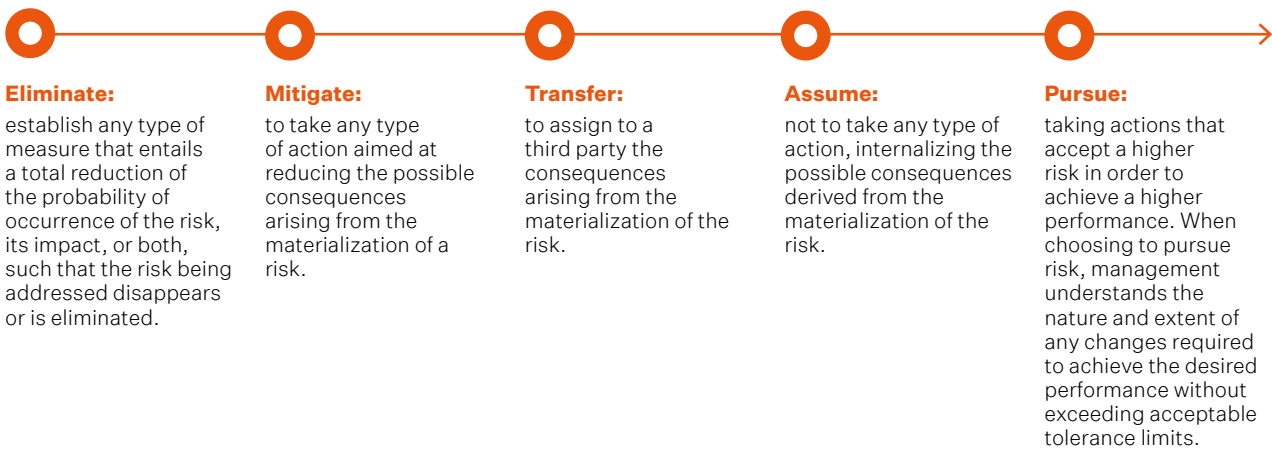 Eliminate:
establish any type of
measure that entails
a total reduction of
the probability of
occurrence of the risk,
its impact, or both,
such that the risk being
addressed disappears
or is eliminated.
Mitigate:
to take any type
of action aimed at
reducing the possible
consequences
arising from the
materialization of a
risk.
Transfer:
to assign to a
third party the
consequences
arising from the
materialization of the
risk.
Assume:
not to take any type of
action, internalizing the
possible consequences
derived from the
materialization of the
risk.
Pursue:
taking actions that
accept a higher
risk in order to
achieve a higher
performance. When
choosing to pursue
risk, management
understands the
nature and extent of
any changes required
to achieve the desired
performance without
exceeding acceptable
tolerance limits.